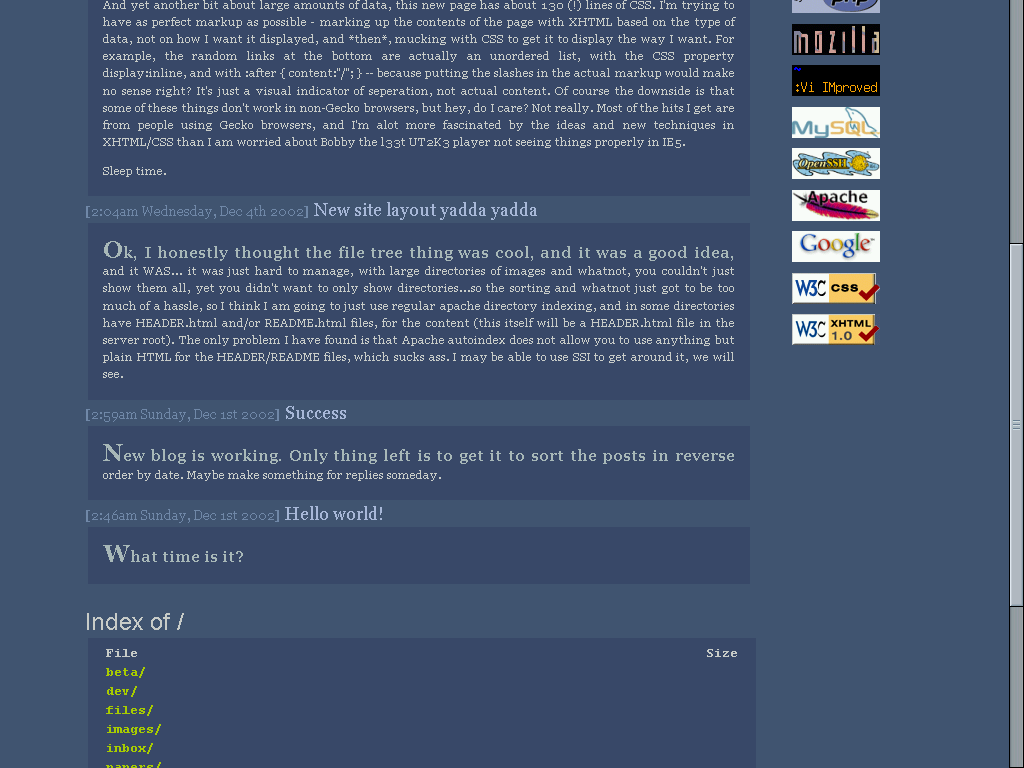 And yet another bit about large amounts of data, this new page has about 130 (!) lines of CSS. I'm trying to
have as perfect markup as possible - marking up the contents of the page with XHTML based on the type of
data, not on how I want it displayed, and *then*, mucking with CSS to get it to display the way I want. For
example, the random links at the bottom are actually an unordered list, with the CSS property
display:inline, and with :after { content:"/"; } -- because putting the slashes in the actual markup would make
no sense right? It's just a visual indicator of seperation, not actual content. Of course the downside is that
some of these things don't work in non-Gecko browsers, but hey, do I care? Not really. Most of the hits I get are
from people using Gecko browsers, and I'm alot more fascinated by the ideas and new techniques in
XHTML/CSS than I am worried about Bobby the l33t UT2K3 player not seeing things properly in IE5.
Sleep time.
[2:04am Wednesday, Dec 4th 2002] New site layout yadda yadda
Ok, I honestly thought the file tree thing was cool, and it was a good idea,
and it WAS... it was just hard to manage, with large directories of images and whatnot, you couldn't just
show them all, yet you didn't want to only show directories...so the sorting and whatnot just got to be too
much of a hassle, so I think I am going to just use regular apache directory indexing, and in some directories
have HEADER.html and/or README.html files, for the content (this itself will be a HEADER.html file in the
server root). The only problem I have found is that Apache autoindex does not allow you to use anything but
plain HTML for the HEADER/README files, which sucks ass. I may be able to use SSI to get around it, we will
see.
[2:59am Sunday, Dec 1st 2002] Success
New blog is working. Only thing left is to get it to sort the posts in reverse
order by date. Maybe make something for replies someday.
[2:46am Sunday, Dec 1st 2002] Hello world!
What time is it?
Index of /
File Size
beta/
dev/
files/
images/
inbox/
papers/
php
mozilla
:Vi IMproved
MySQL
OpenSSH
Apache
Google
W3C css
W3C XHTML 1.0